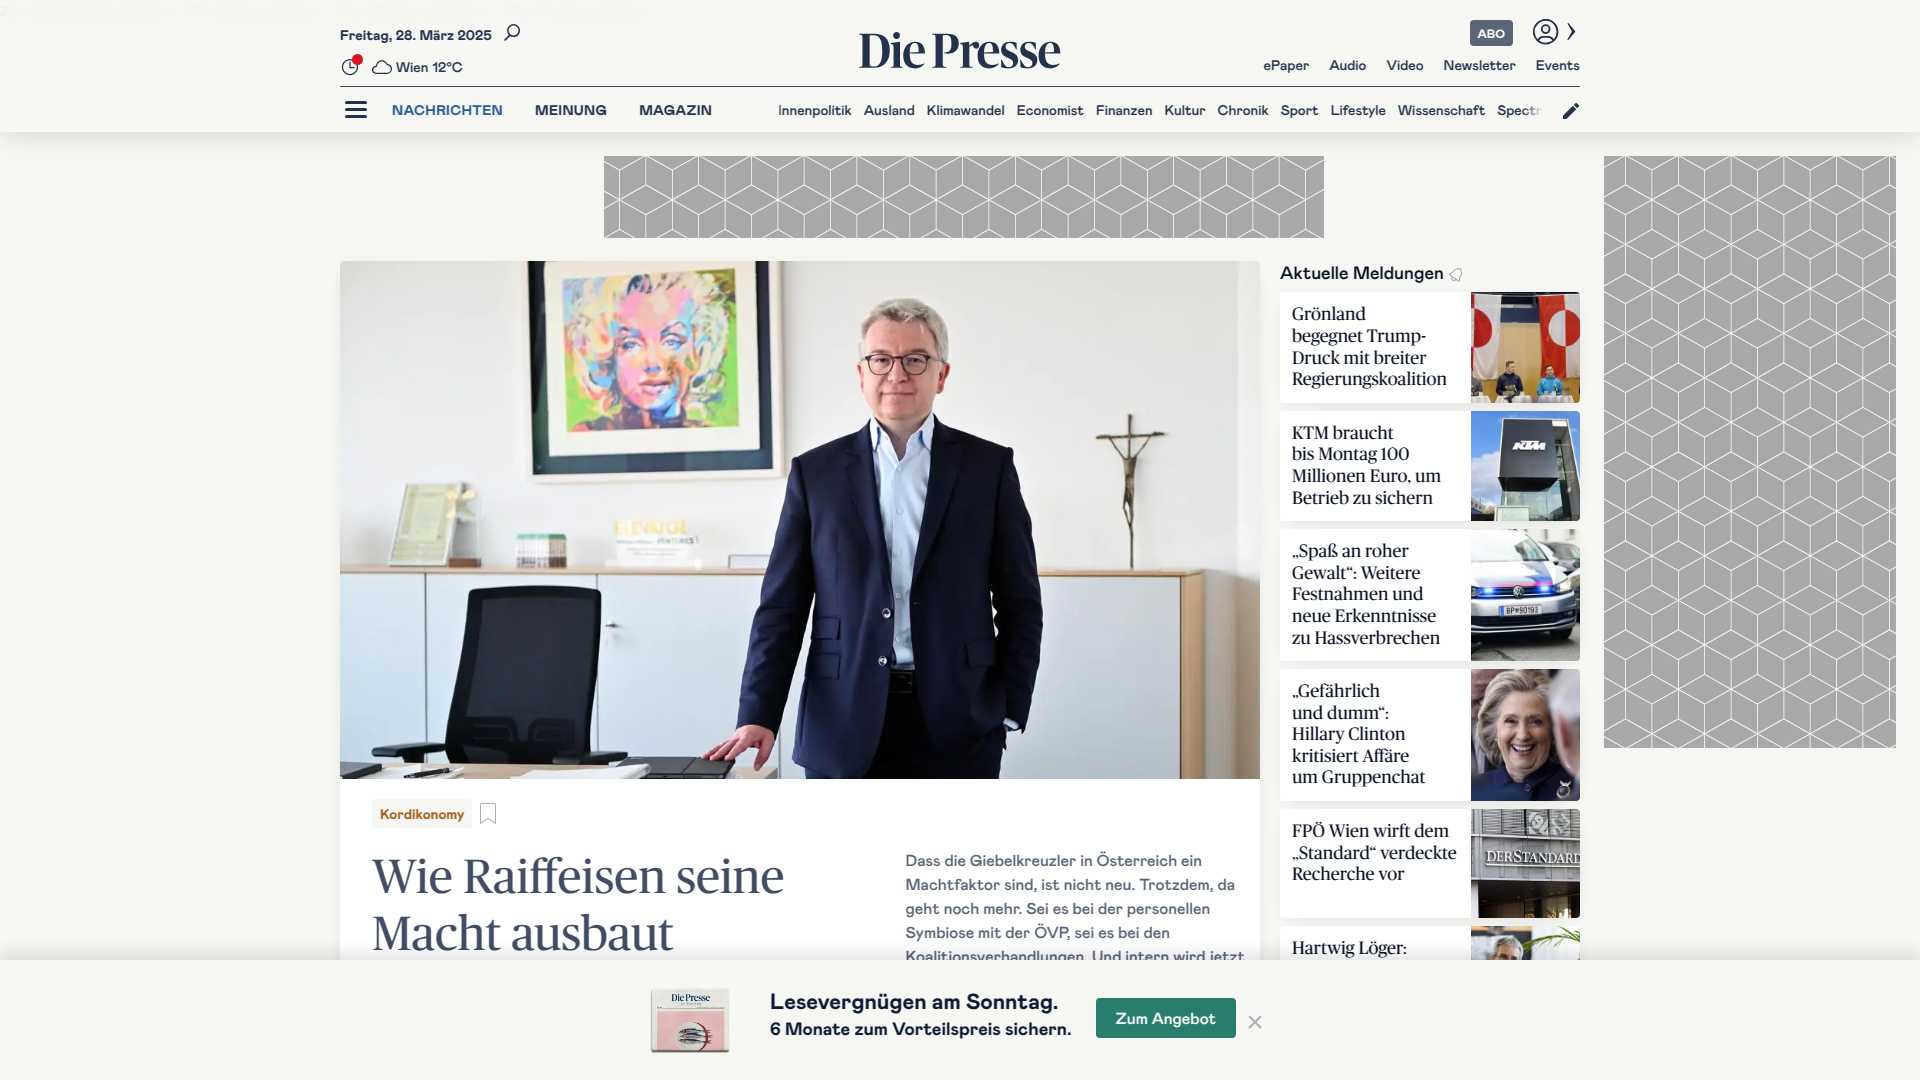 Freitag, 28. März 2025
Wien 12°C
Die Presse
ABO
ePaper Audio Video Newsletter Events
NACHRICHTEN MEINUNG MAGAZIN
Innenpolitik Ausland Klimawandel Economist Finanzen Kultur Chronik Sport Lifestyle Wissenschaft
Kordikonomy
Wie Raiffeisen seine
Macht ausbaut
Dass die Giebelkreuzler in Österreich ein
Machtfaktor sind, ist nicht neu. Trotzdem, da
geht noch mehr. Sei es bei der personellen
Symbiose mit der ÖVP, sei es bei den
Koalitionsverhandlungen. Und intern wird jetzt
Aktuelle Meldungen
Grönland
begegnet Trump-
Druck mit breiter
Regierungskoalition
KTM braucht
bis Montag 100
Millionen Euro, um
Betrieb zu sichern
KTM
„Spaß an roher
Gewalt“: Weitere
Festnahmen und
neue Erkenntnisse
zu Hassverbrechen
BP 90193
„Gefährlich
und dumm“:
Hillary Clinton
kritisiert Affäre
um Gruppenchat
FPÖ Wien wirft dem
„Standard“ verdeckte
Recherche vor
DERSTANDARD
Hartwig Löger:
Die Presse
Lesevergnügen am Sonntag.
6 Monate zum Vorteilspreis sichern.
Zum Angebot